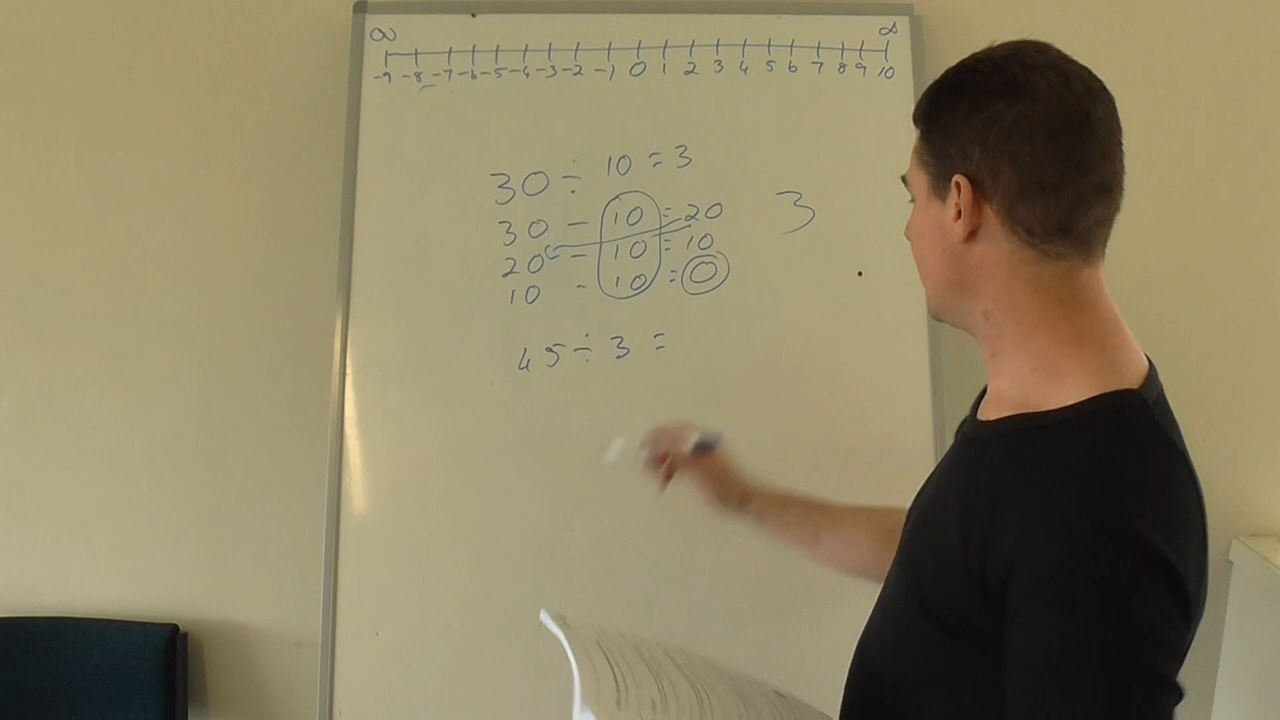 ∞ ∞
-9 -8 -7 -6 -5 -4 -3 -2 -1 0 1 2 3 4 5 6 7 8 9 10
30 ÷ 10 = 3
30 - 10 = 20 3
20 - 10 = 10
10 - 10 = 0
45 ÷ 3 =